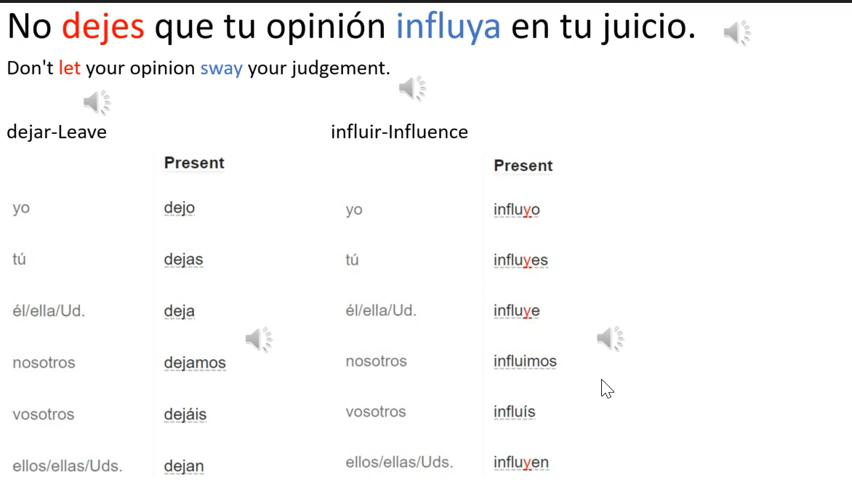 No dejes que tu opinión influya en tu juicio.
Don't let your opinion sway your judgement.
dejar-Leave
Present
yo dejo
tú dejas
él/ella/Ud. deja
nosotros dejamos
vosotros dejáis
ellos/ellas/Uds. dejan
influir-Influence
Present
yo influyo
tú influyes
él/ella/Ud. influye
nosotros influimos
vosotros influís
ellos/ellas/Uds. influyen